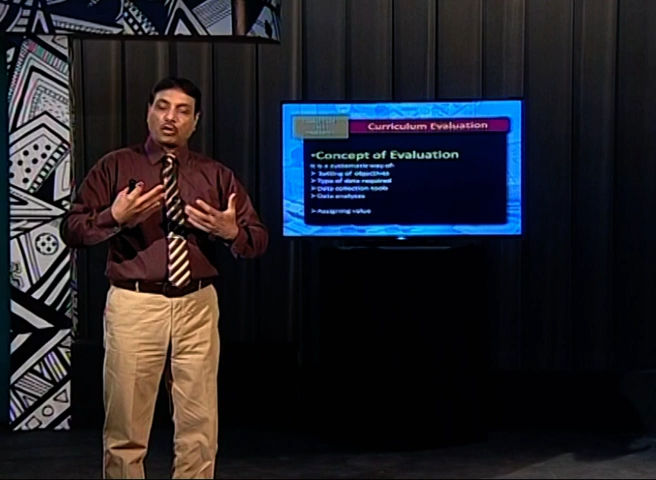 Curriculum Evaluation
•Concept of Evaluation
It is a systematic way of:
➢ Setting of objectives
➢ Type of data required
➢ Data collection tools
➢ Data analyses
➢ Assigning value